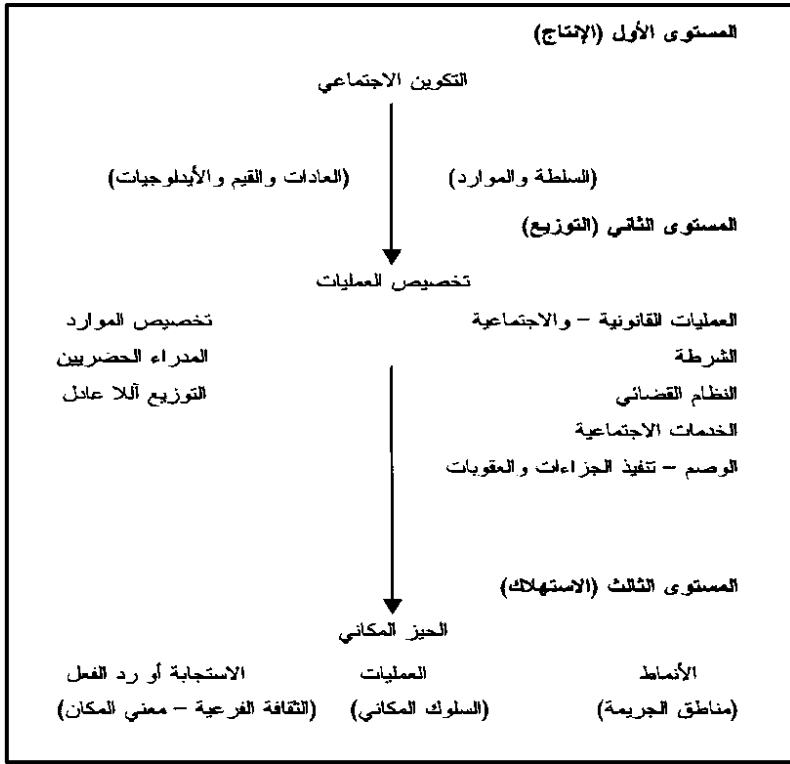 المستوى الأول (الإنتاج)
التكوين الاجتماعي
(السلطة والموارد) (العادات والقيم والأيدلوجيات)
المستوى الثاني (التوزيع)
تخصيص العمليات
العمليات القانونية – والاجتماعية تخصيص الموارد
الشرطة المدراء الحضريين
النظام القضائي التوزيع آللا عادل
الخدمات الاجتماعية
الوصم – تنفيذ الجزاءات والعقوبات
المستوى الثالث (الاستهلاك)
الحيز المكاني
الأنماط العمليات الاستجابة أو رد الفعل
(مناطق الجريمة) (السلوك المكاني) (الثقافة الفرعية – معني المكان)